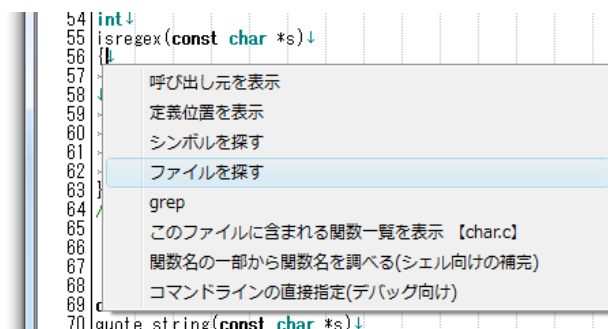 54 int↓
55 isregex(const char *s)↓
56 {↓
57
呼び出し元を表示
58 ↓
59
定義位置を表示
60
シンボルを探す
61
62
ファイルを探す
63 }
64 /
grep
65
このファイルに含まれる関数一覧を表示 【char.c】
66
67
関数名の一部から関数名を調べる(シェル向けの補完)
68
コマンドラインの直接指定(デバッグ向け)
69 c
70 quote_string(const char *s)↓